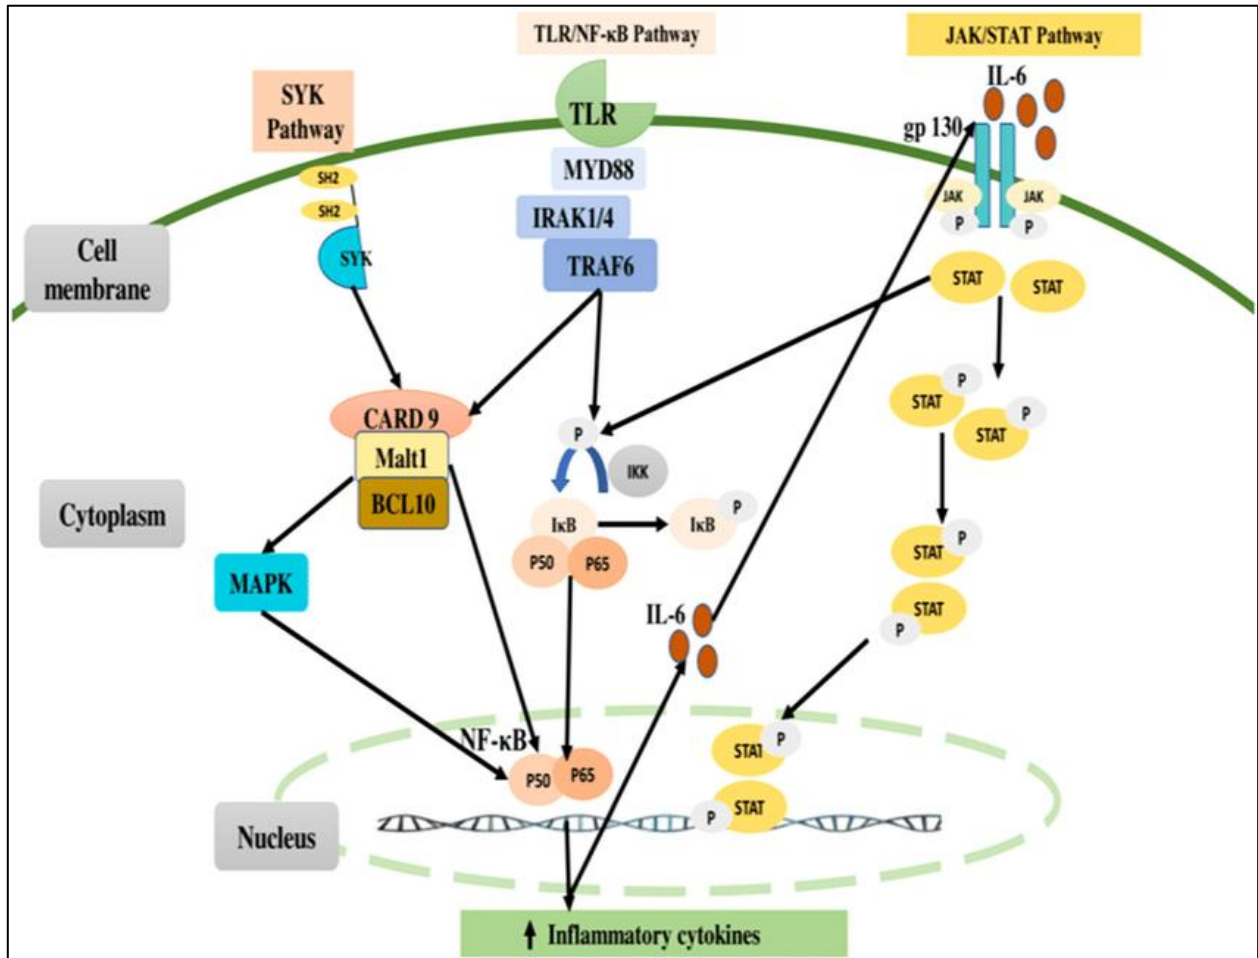 TLR/NF-κB Pathway
JAK/STAT Pathway
SYK
Pathway
IL-6
TLR
gp 130
MYD88
SH2
SH2
JAK
JAK
P
P
IRAK1/4
SYK
TRAF6
Cell
membrane
STAT
STAT
P
STAT
P
STAT
CARD 9
P
Malt1
IKK
BCL10
Cytoplasm
IκB
IκB
P
P50
P65
STAT
P
MAPK
IL-6
STAT
P
NF-κB
P50
P65
STAT
P
STAT
P
Nucleus
Inflammatory cytokines